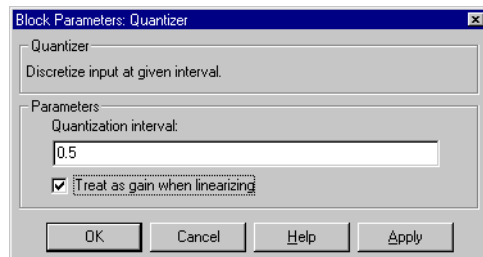 Block Parameters: Quantizer
Quantizer
Discretize input at given interval.
Parameters
Quantization interval:
0.5
Treat as gain when linearizing
OK Cancel Help Apply